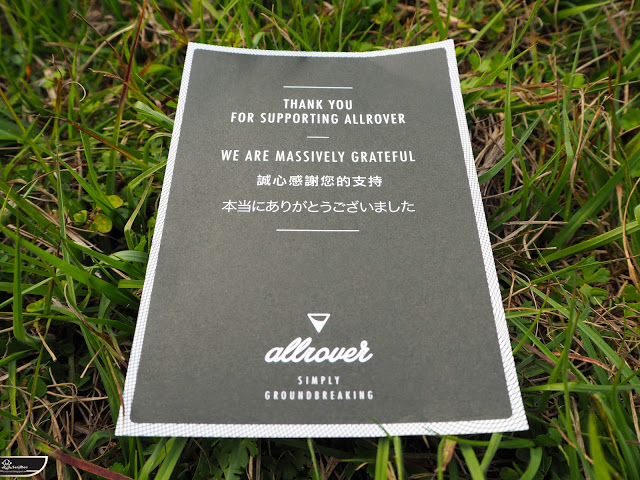 THANK YOU
FOR SUPPORTING ALLROVER
WE ARE MASSIVELY GRATEFUL
誠心感謝您的支持
本当にありがとうございました
allrover
SIMPLY
GROUNDBREAKING